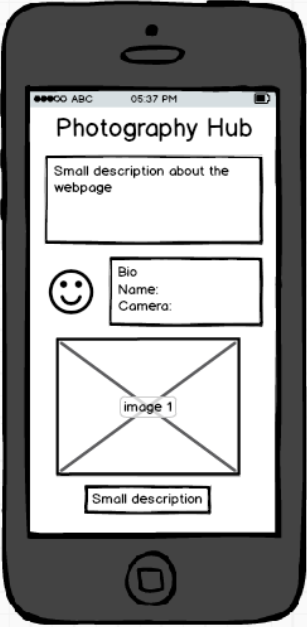 ABC
05:37 PM
Photography Hub
Small description about the
webpage
Bio
Name:
Camera:
image 1
Small description